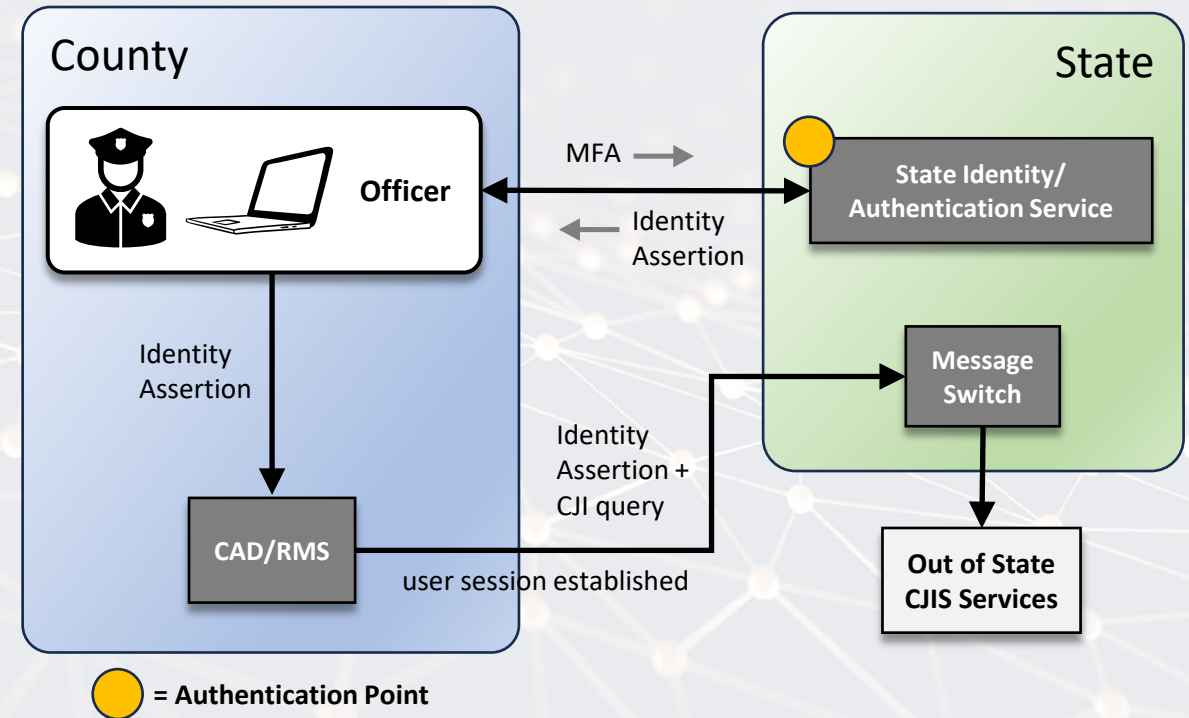 County
State
Officer
MFA
Identity
Assertion
State Identity/
Authentication Service
Identity
Assertion
Message
Switch
Identity
Assertion +
CJI query
CAD/RMS
user session established
Out of State
CJIS Services
= Authentication Point